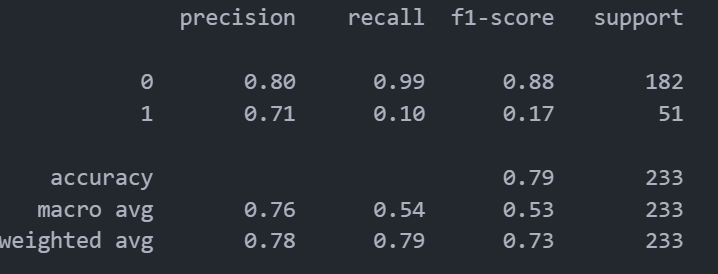 precision recall f1-score support
0 0.80 0.99 0.88 182
1 0.71 0.10 0.17 51
accuracy 0.79 233
macro avg 0.76 0.54 0.53 233
weighted avg 0.78 0.79 0.73 233